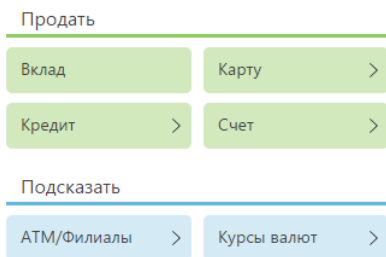 Продать
Вклад
Карту
Кредит
Счет
Подсказать
АТМ/Филиалы
Курсы валют